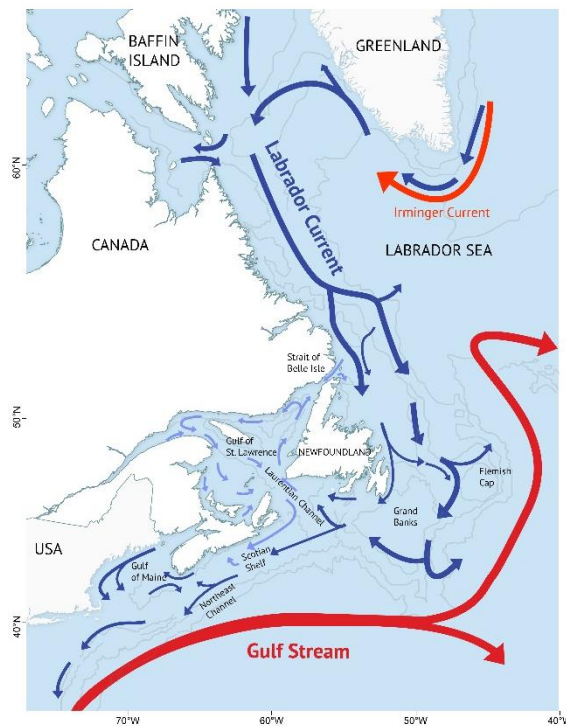 BAFFIN
ISLAND
GREENLAND
60°N
Labrador Current
Irminger Current
CANADA
LABRADOR SEA
Strait of
Belle Isle
50°N
Gulf of
St. Lawrence
NEWFOUNDLAND
Laurentian Channel
Flemish
Cap
Grand
Banks
USA
Gulf
of Maine
Scotian
Shelf
Northeast
Channel
40°N
Gulf Stream
70°W
60°W
50°W
40°W